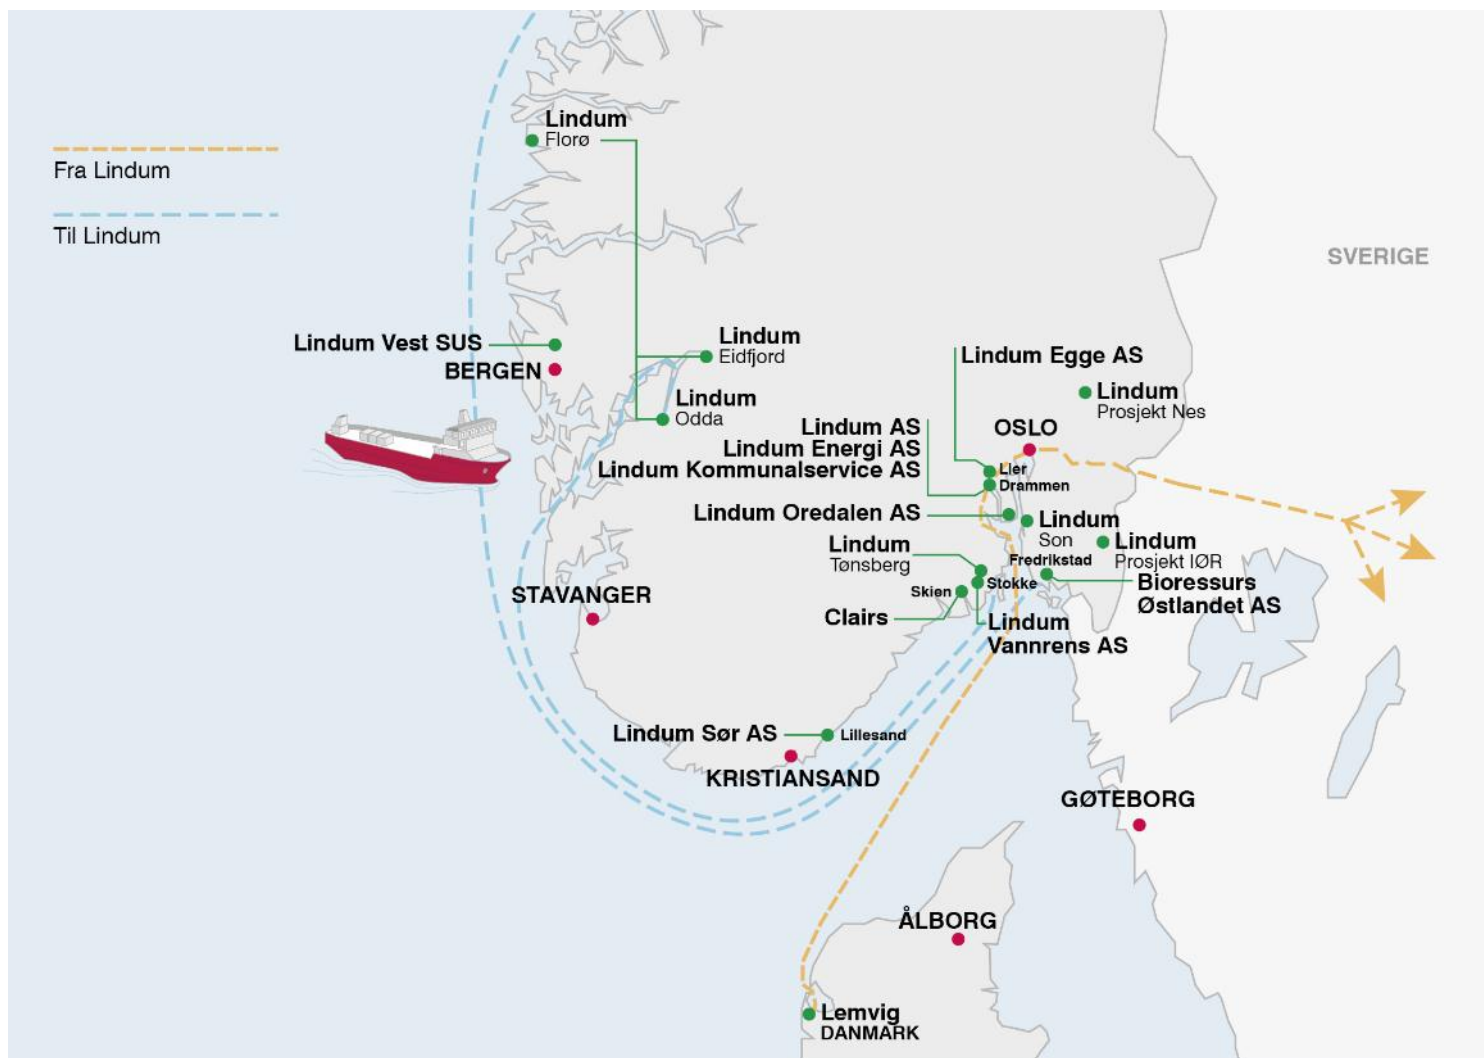 Fra Lindum
Til Lindum
Lindum
Florø
SVERIGE
Lindum Vest SUS
BERGEN
Lindum
Eidfjord
Lindum
Odda
Lindum Egge AS
Lindum
Prosjekt Nes
OSLO
Lindum AS
Lindum Energi AS
Lindum Kommunalservice AS
Lier
Drammen
Lindum Oredalen AS
Lindum
Son
Lindum
Prosjekt IØR
Lindum
Tønsberg
Fredrikstad
Bioressurs
Østlandet AS
Skien
Stokke
Clairs
Lindum
Vannrens AS
STAVANGER
Lindum Sør AS
Lillesand
KRISTIANSAND
GØTEBORG
ÅLBORG
Lemvig
DANMARK